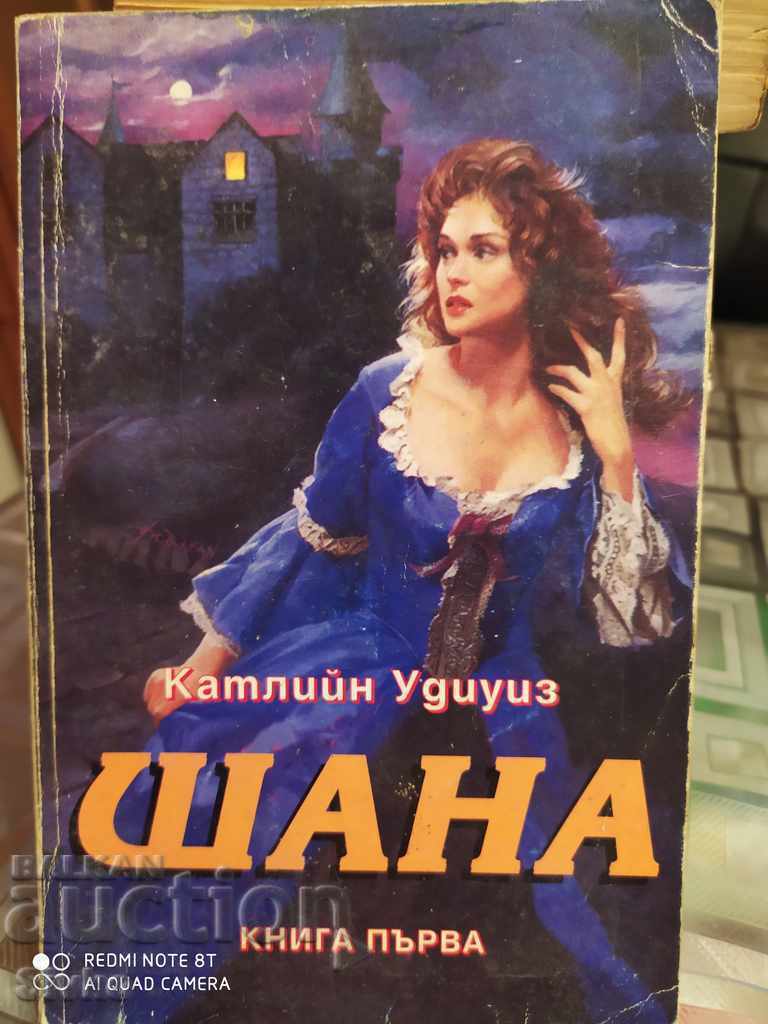 Катлийн Удиуиз
ШАНА
КНИГА ПЪРВА
BALKAN
auction
REDMI NOTE 8T
AI QUAD CAMERA